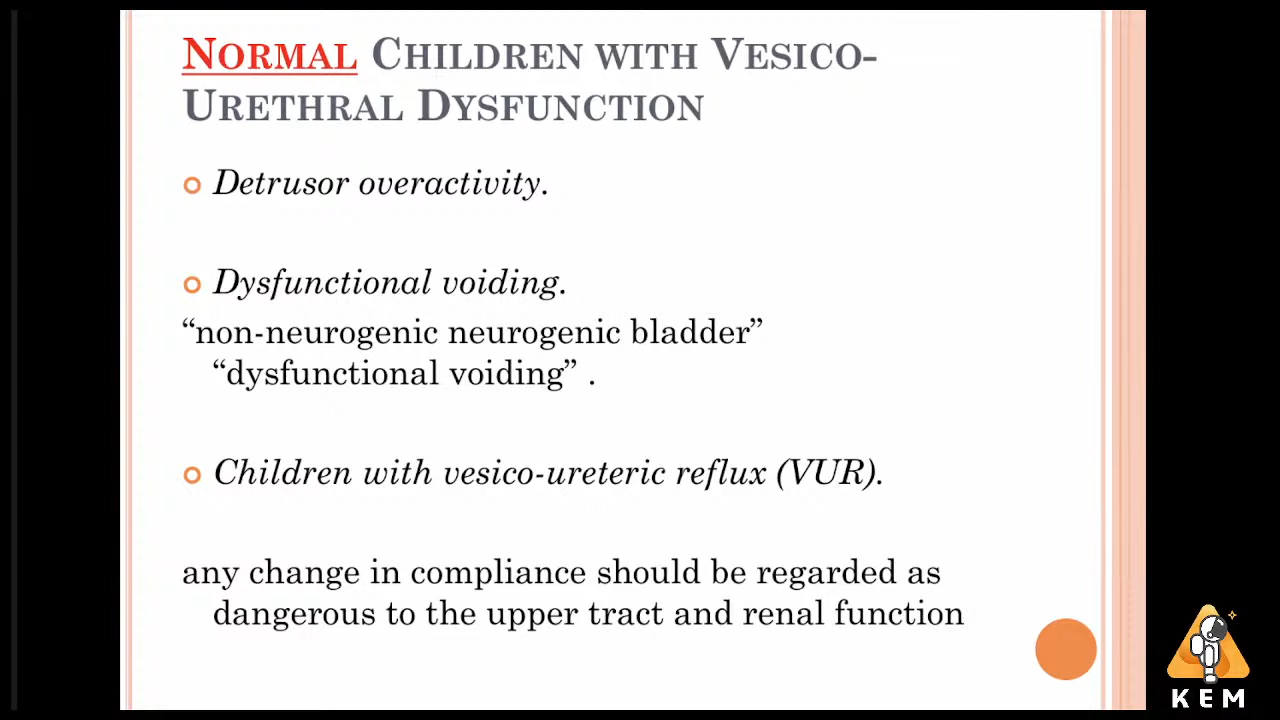 NORMAL CHILDREN WITH VESICO-
URETHRAL DYSFUNCTION
Detrusor overactivity.
Dysfunctional voiding.
“non-neurogenic neurogenic bladder”
“dysfunctional voiding” .
Children with vesico-ureteric reflux (VUR).
any change in compliance should be regarded as
dangerous to the upper tract and renal function
KEM